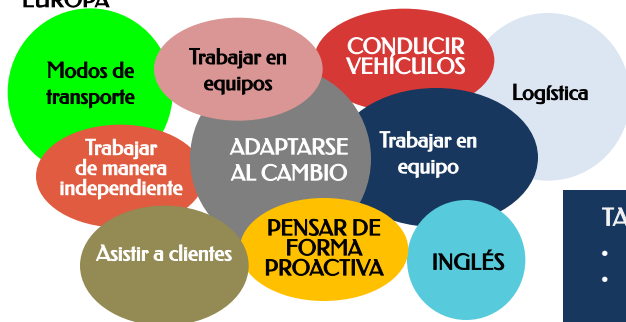 EUROPA
Modos de
transporte
Trabajar en
equipos
CONDUCIR
VEHÍCULOS
Logística
Trabajar
de manera
independiente
ADAPTARSE
AL CAMBIO
Trabajar en
equipo
Asistir a clientes
PENSAR DE
FORMA
PROACTIVA
INGLÉS
TA
•
•